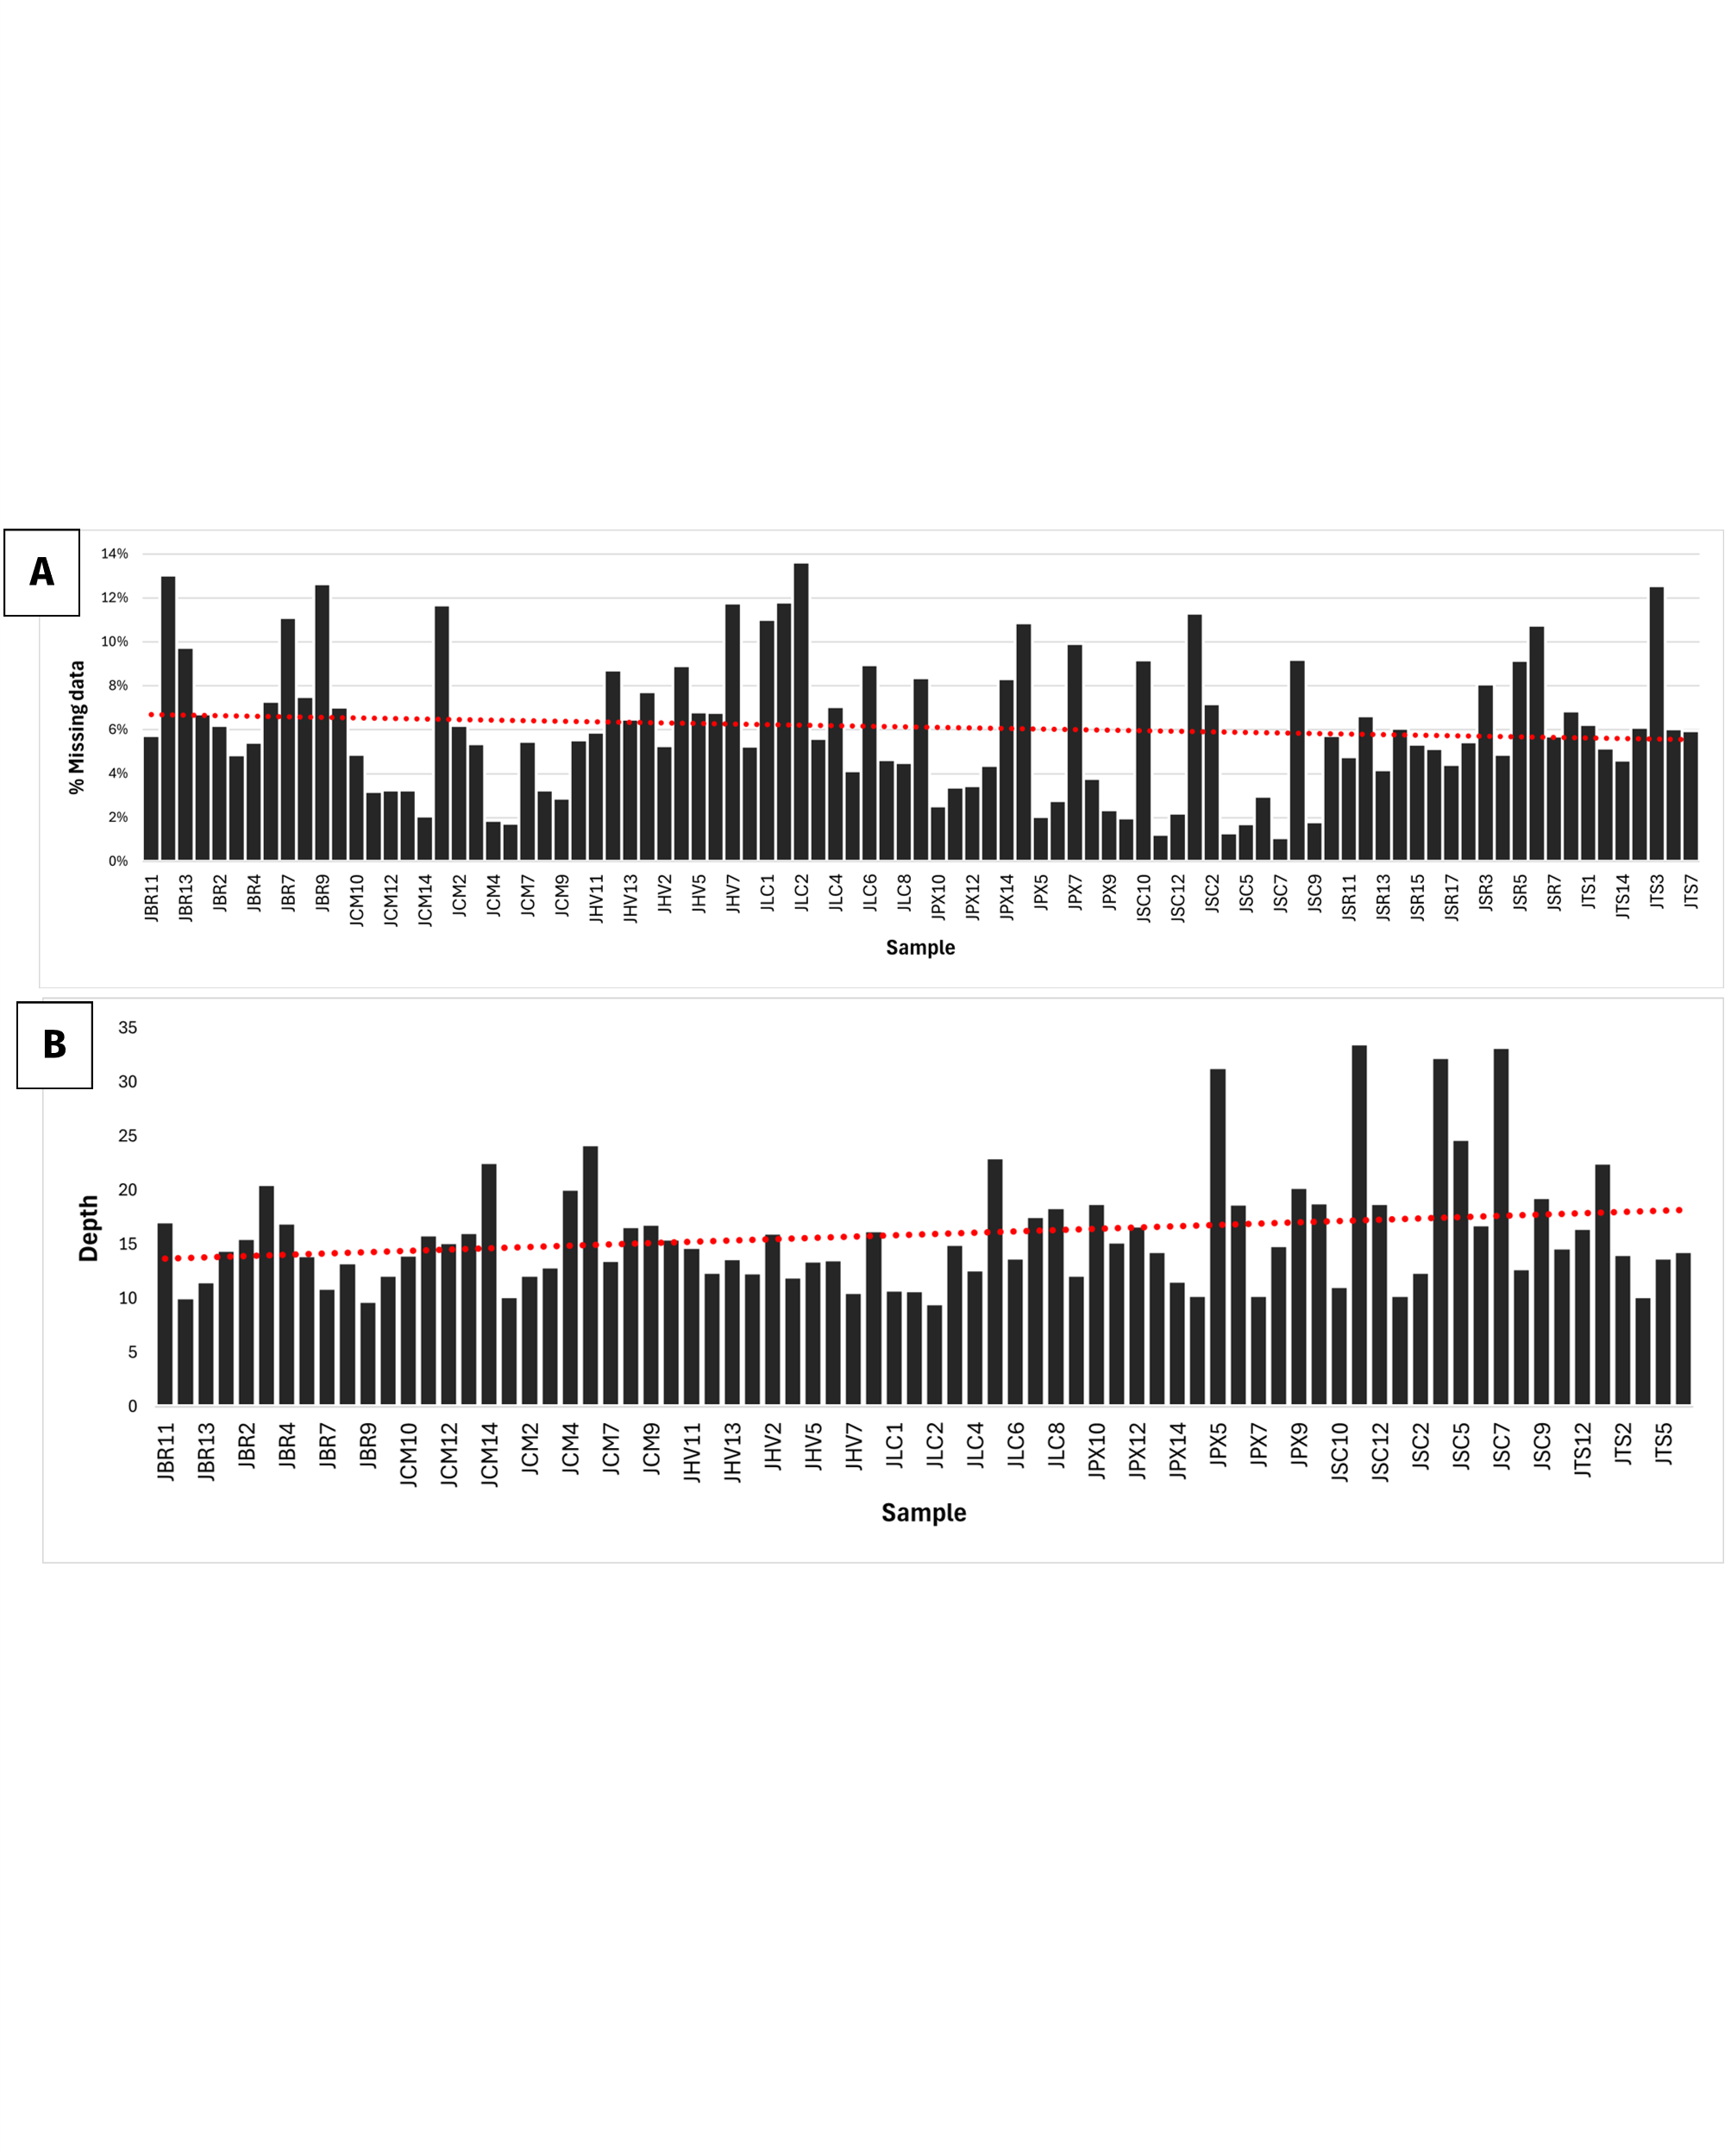 A
14%
12%
10%
8%
6%
4%
2%
0%
% Missing data
JBR11 JBR13 JBR2 JBR4 JBR7 JBR9 JCM10 JCM12 JCM14 JCM2 JCM4 JCM7 JCM9 JHV11 JHV13 JHV2 JHV5 JHV7 JLC1 JLC2 JLC4 JLC6 JLC8 JPX10 JPX12 JPX14 JPX5 JPX7 JPX9 JSC10 JSC12 JSC2 JSC5 JSC7 JSC9 JSR11 JSR13 JSR15 JSR17 JSR3 JSR5 JSR7 JTS1 JTS14 JTS3 JTS7
Sample
B
35
30
25
20
15
10
5
0
Depth
JBR11 JBR13 JBR2 JBR4 JBR7 JBR9 JCM10 JCM12 JCM14 JCM2 JCM4 JCM7 JCM9 JHV11 JHV13 JHV2 JHV5 JHV7 JLC1 JLC2 JLC4 JLC6 JLC8 JPX10 JPX12 JPX14 JPX5 JPX7 JPX9 JSC10 JSC12 JSC2 JSC5 JSC7 JSC9 JTS12 JTS2 JTS5
Sample